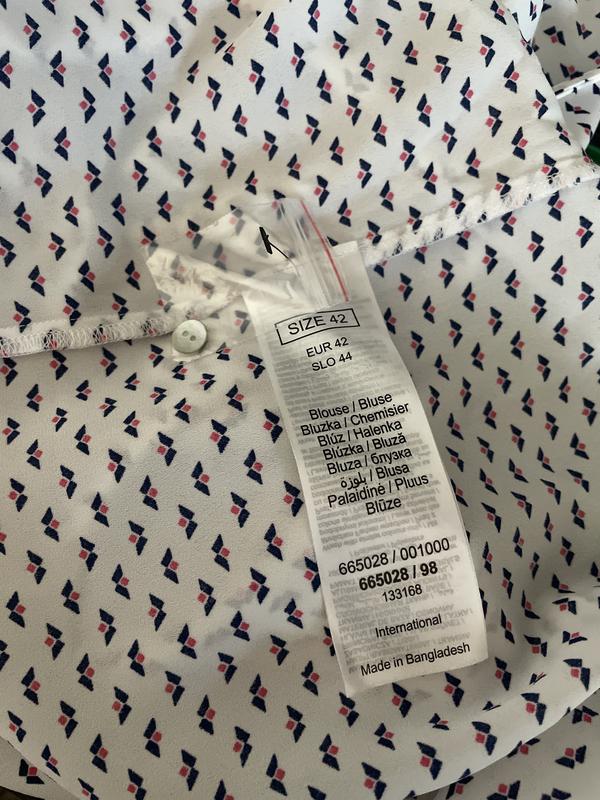 SIZE 42
EUR 42
SLO 44
Blouse / Bluse
Bluzka / Chemisier
Blúz / Halenka
Blúzka / Bluză
Bluza / блузка
بلوزة / Blusa
Palaidinė / Pluus
Blūze
665028 / 001000
665028 / 98
133168
International
Made in Bangladesh